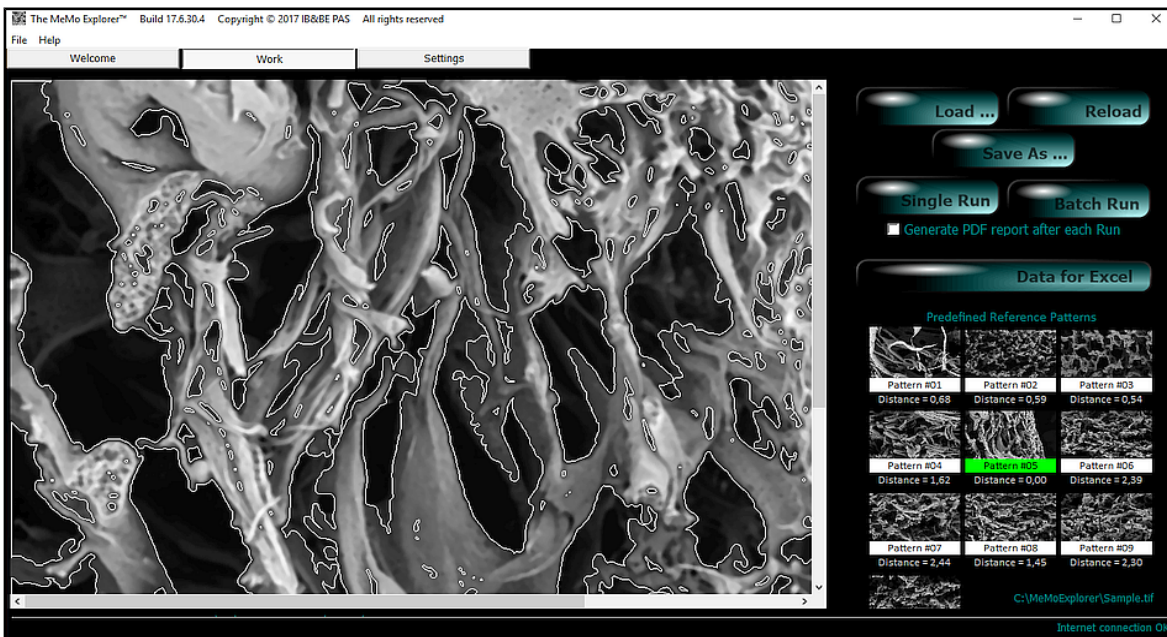 The MeMo Explorer™ Build 17.6.30.4 Copyright © 2017 IB&BE PAS All rights reserved
File Help
Welcome Work Settings
Load ... Reload
Save As ...
Single Run Batch Run
Generate PDF report after each Run
Data for Excel
Predefined Reference Patterns
Pattern #01 Pattern #02 Pattern #03
Distance = 0,68 Distance = 0,59 Distance = 0,54
Pattern #04 Pattern #05 Pattern #06
Distance = 1,62 Distance = 0,00 Distance = 2,39
Pattern #07 Pattern #08 Pattern #09
Distance = 2,44 Distance = 1,45 Distance = 2,30
C:\MeMoExplorer\Sample.tif
Internet connection OK